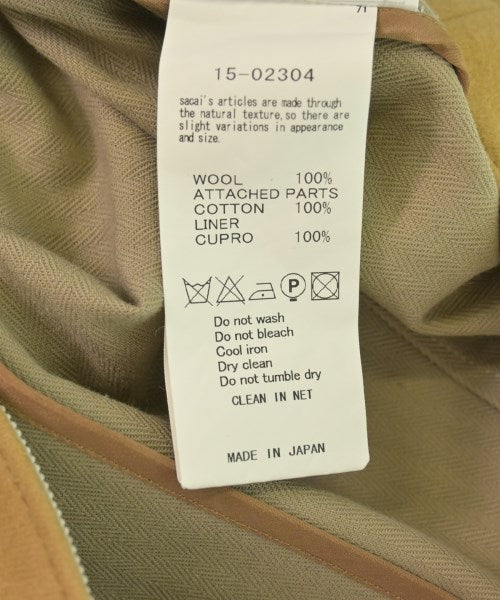 71
15-02304
sacai's articles are made through
the natural texture, so there are
slight variations in appearance
and size.
WOOL 100%
ATTACHED PARTS
COTTON 100%
LINER
CUPRO 100%
P
Do not wash
Do not bleach
Cool iron
Dry clean
Do not tumble dry
CLEAN IN NET
MADE IN JAPAN